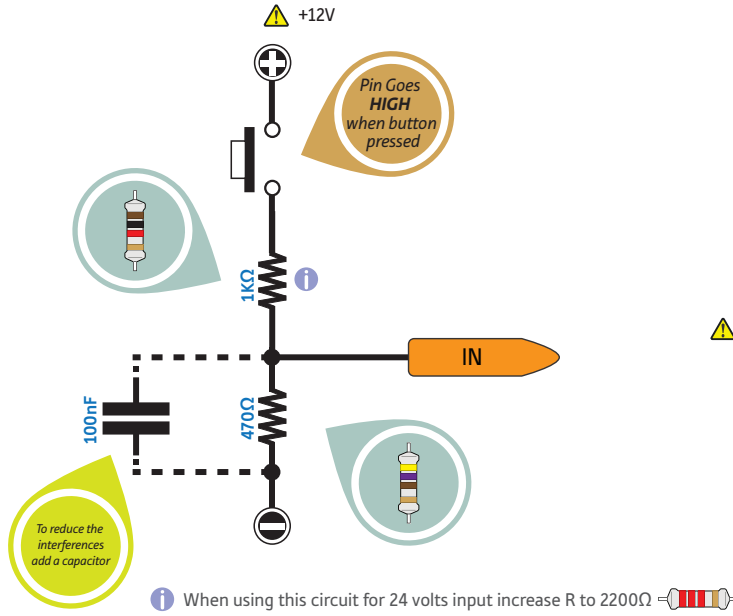 +12V
Pin Goes
HIGH
when button
pressed
1KΩ
i
IN
100nF
470Ω
To reduce the
interferences
add a capacitor
i When using this circuit for 24 volts input increase R to 2200Ω